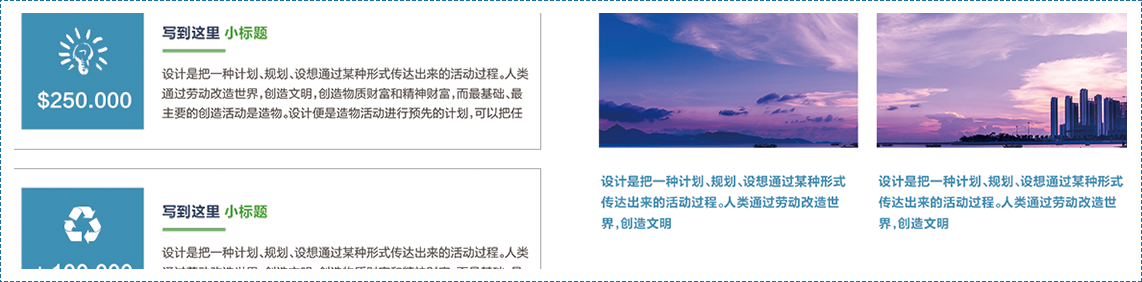 写到这里 小标题
$250.000
设计是把一种计划、规划、设想通过某种形式传达出来的活动过程。人类
通过劳动改造世界，创造文明，创造物质财富和精神财富，而最基础、最
主要的创造活动是造物。设计便是造物活动进行预先的计划，可以把任
写到这里 小标题
设计是把一种计划、规划、设想通过某种形式传达出来的活动过程。人类
设计是把一种计划、规划、设想通过某种形式
传达出来的活动过程。人类通过劳动改造世
界，创造文明
设计是把一种计划、规划、设想通过某种形式
传达出来的活动过程。人类通过劳动改造世
界，创造文明